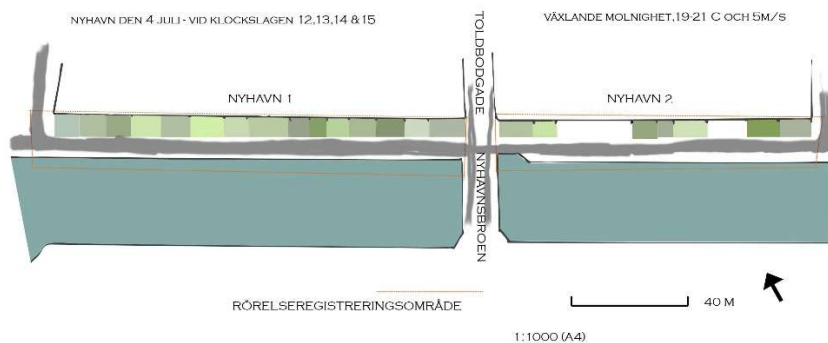 NYHAVN DEN 4 JULI - VID KLOCKSLAGEN 12,13,14 & 15
VÄXLANDE MOLNIGHET,19-21 C OCH 5M/S
TOLDBODGADE
NYHAVN 1
NYHAVN 2
NYHAVNSBROEN
RÖRELSEREGISTRERINGSOMRÅDE
40 M
1:1000 (A4)